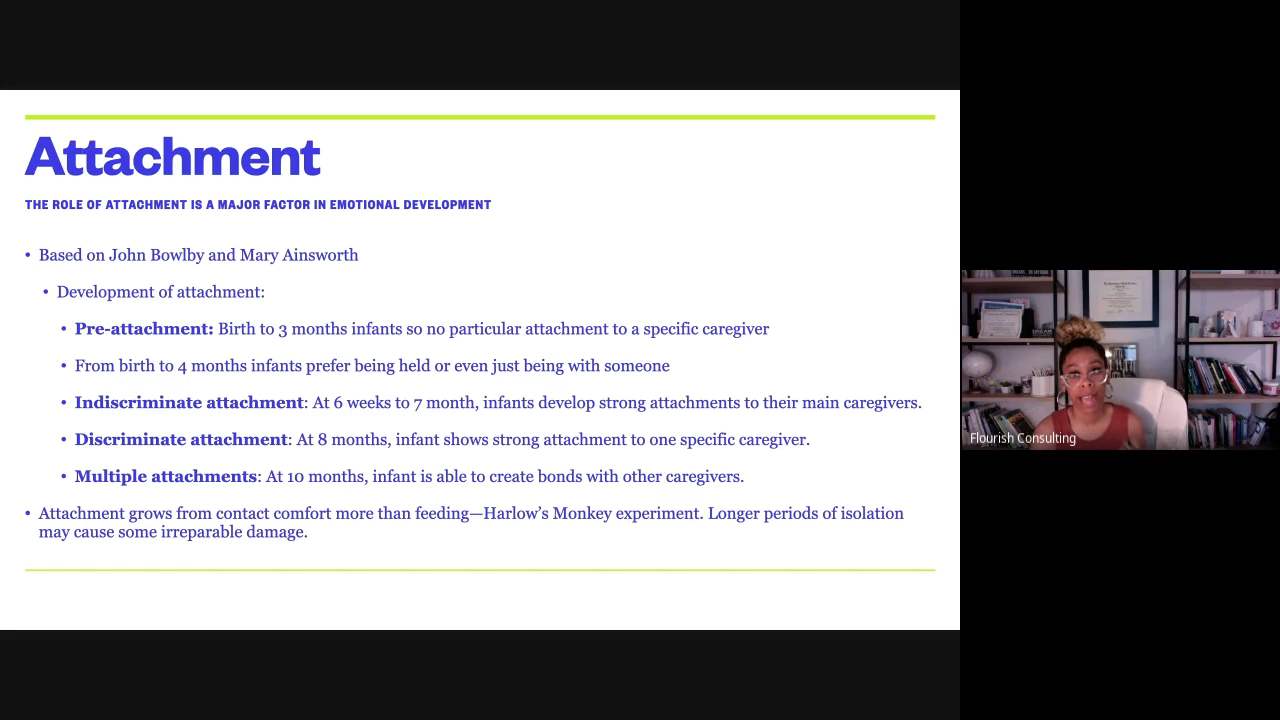 Attachment
THE ROLE OF ATTACHMENT IS A MAJOR FACTOR IN EMOTIONAL DEVELOPMENT
• Based on John Bowlby and Mary Ainsworth
• Development of attachment:
• Pre-attachment: Birth to 3 months infants so no particular attachment to a specific caregiver
• From birth to 4 months infants prefer being held or even just being with someone
• Indiscriminate attachment: At 6 weeks to 7 month, infants develop strong attachments to their main caregivers.
• Discriminate attachment: At 8 months, infant shows strong attachment to one specific caregiver.
• Multiple attachments: At 10 months, infant is able to create bonds with other caregivers.
• Attachment grows from contact comfort more than feeding—Harlow’s Monkey experiment. Longer periods of isolation
may cause some irreparable damage.
Flourish Consulting